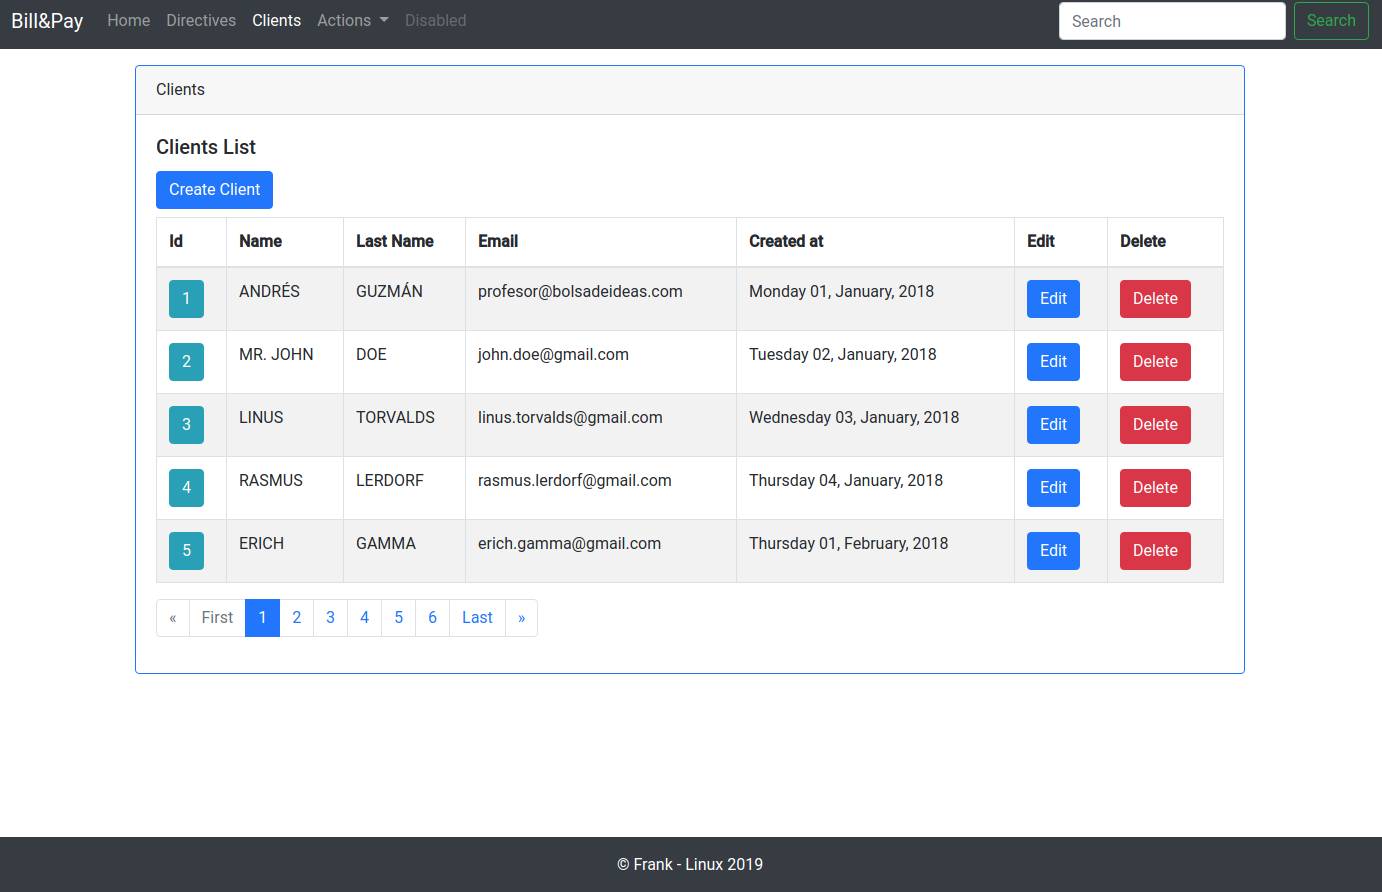 Bill&Pay Home Directives Clients Actions Disabled Search Search
Clients
Clients List
Create Client
Id Name Last Name Email Created at Edit Delete
1 ANDRÉS GUZMÁN profesor@bolsadeideas.com Monday 01, January, 2018 Edit Delete
2 MR. JOHN DOE john.doe@gmail.com Tuesday 02, January, 2018 Edit Delete
3 LINUS TORVALDS linus.torvalds@gmail.com Wednesday 03, January, 2018 Edit Delete
4 RASMUS LERDORF rasmus.lerdorf@gmail.com Thursday 04, January, 2018 Edit Delete
5 ERICH GAMMA erich.gamma@gmail.com Thursday 01, February, 2018 Edit Delete
« First 1 2 3 4 5 6 Last »
© Frank - Linux 2019